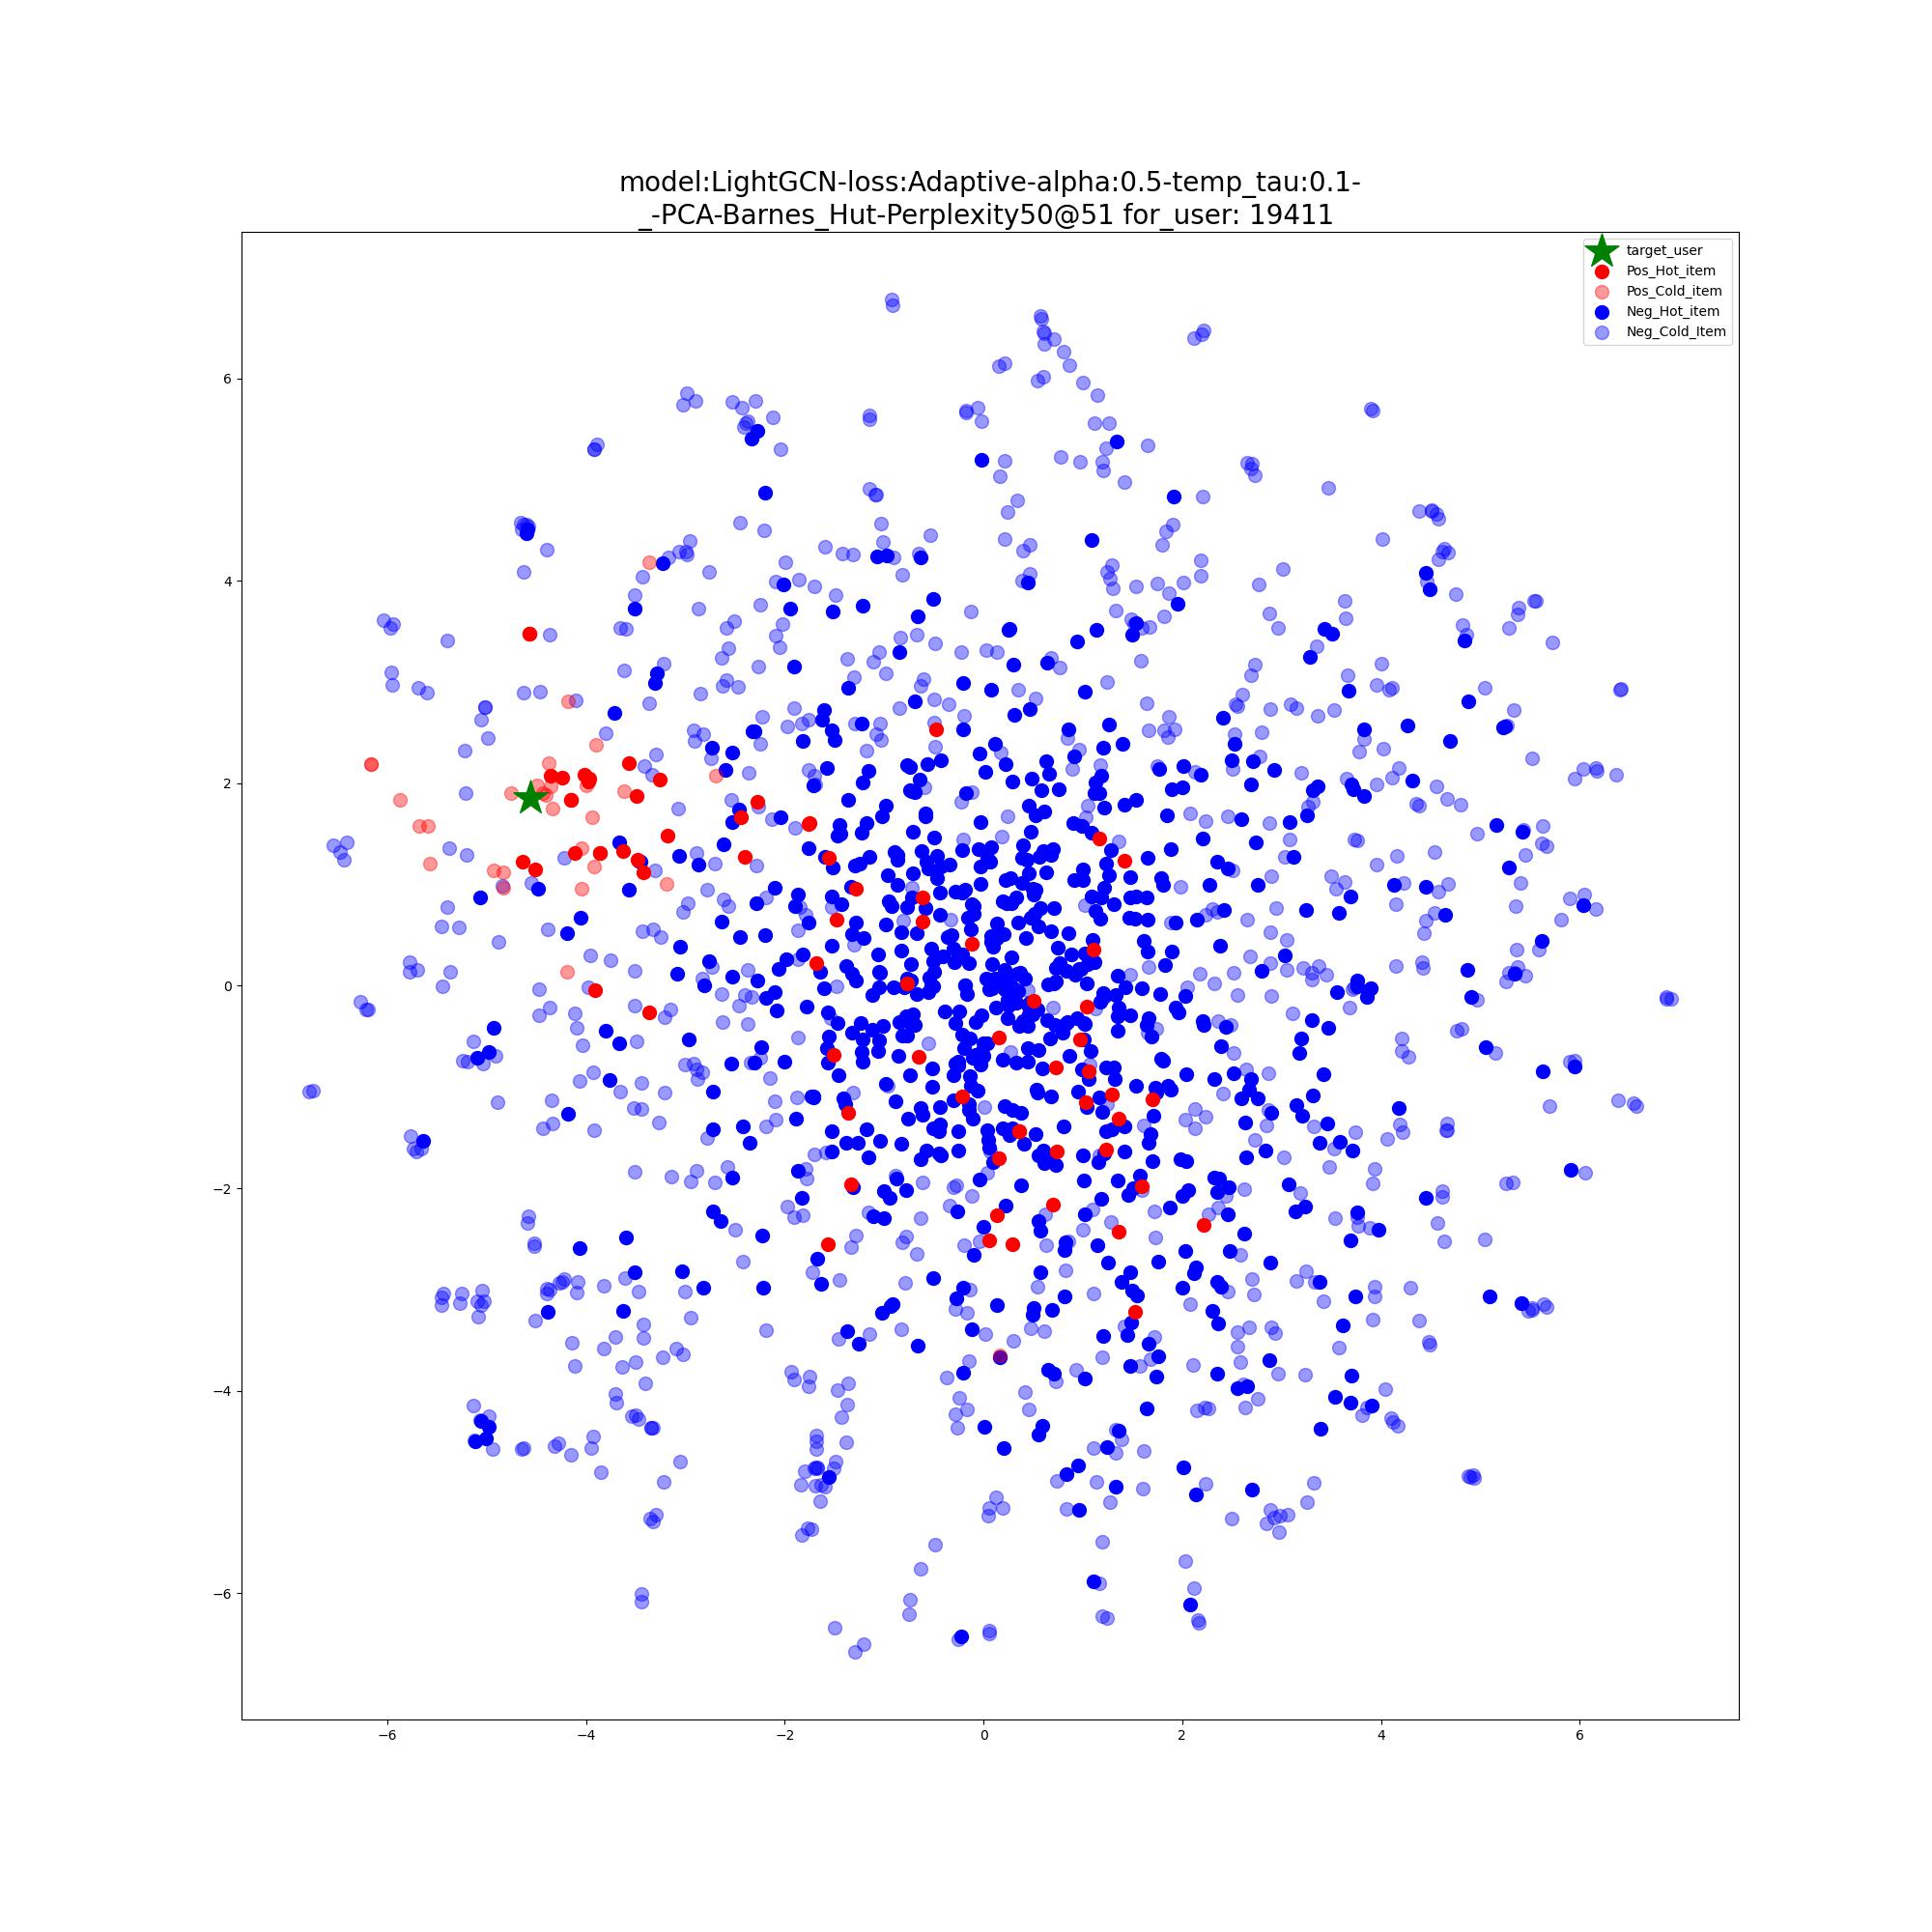 model:LightGCN-loss:Adaptive-alpha:0.5-temp_tau:0.1-
_-PCA-Barnes_Hut-Perplexity50@51 for_user: 19411
target_user
Pos_Hot_item
Pos_Cold_item
Neg_Hot_item
Neg_Cold_Item
6
4
2
0
−2
−4
−6
−6 −4 −2 0 2 4 6